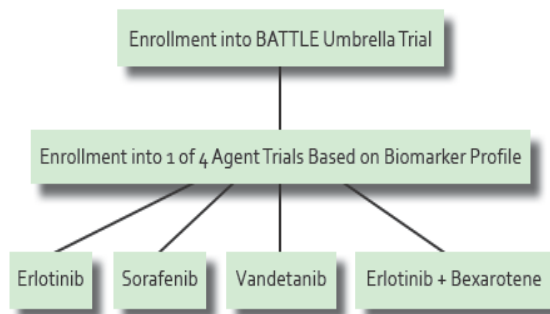 Enrollment into BATTLE Umbrella Trial
Enrollment into 1 of 4 Agent Trials Based on Biomarker Profile
Erlotinib
Sorafenib
Vandetanib
Erlotinib + Bexarotene